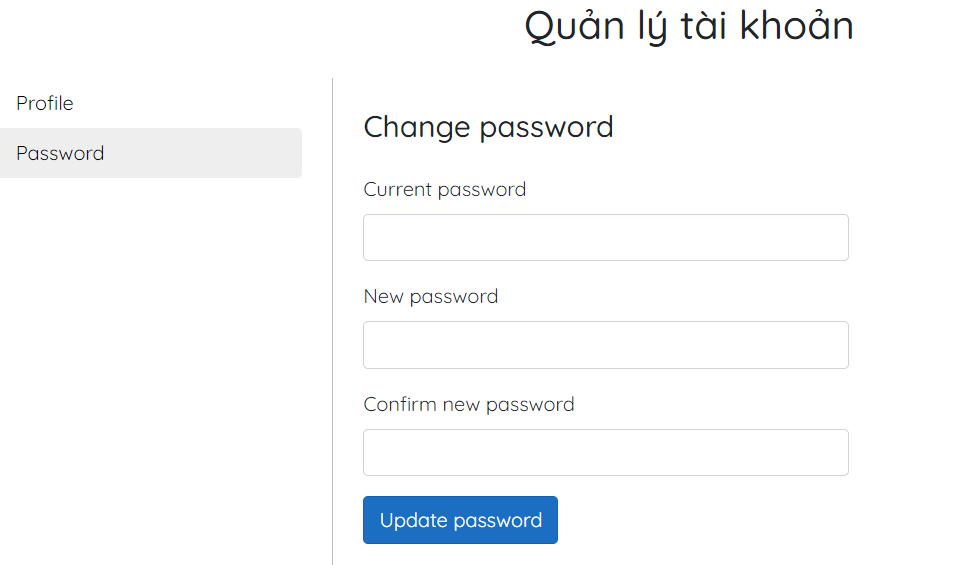 Quản lý tài khoản
Profile
Password
Change password
Current password
New password
Confirm new password
Update password